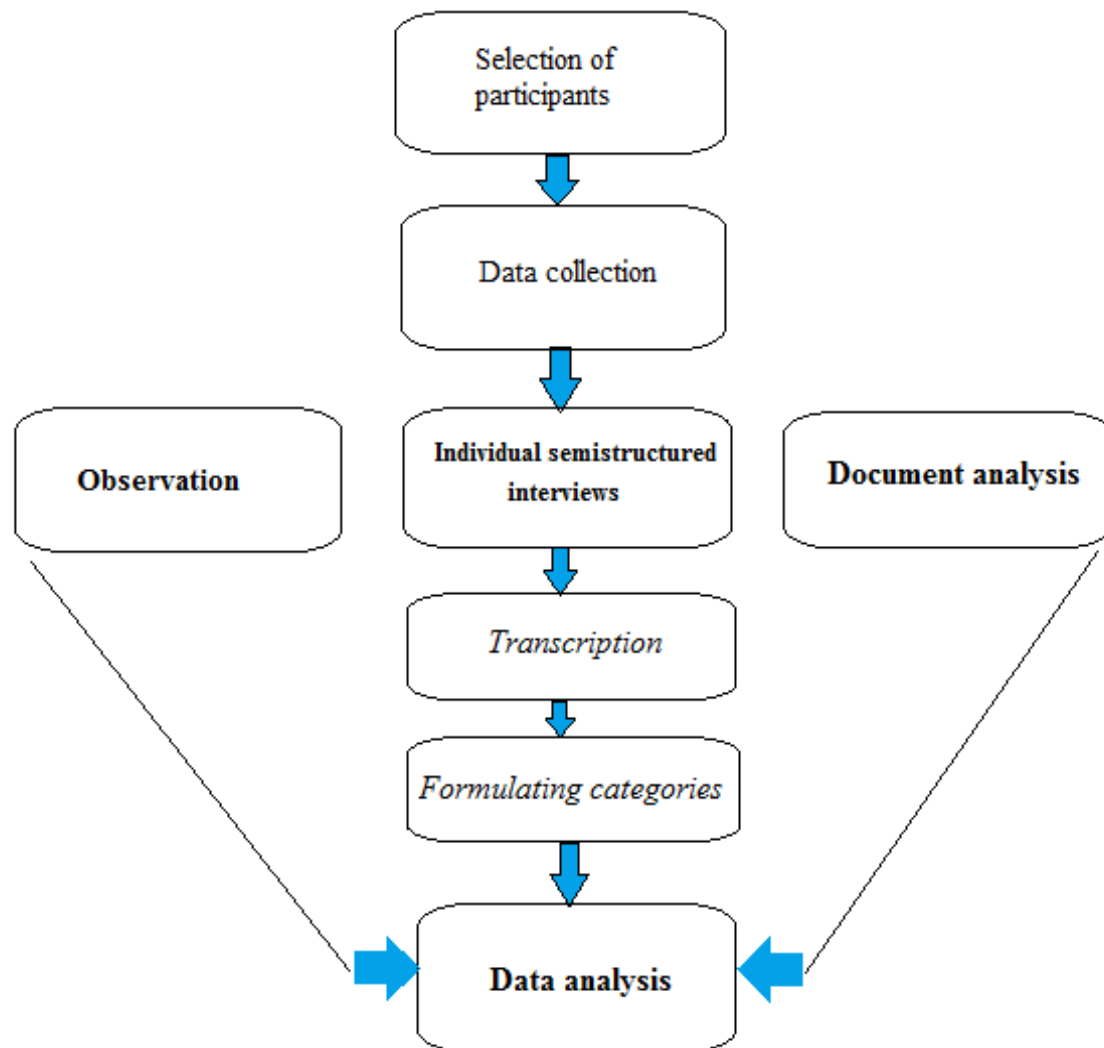 Selection of
participants
Data collection
Observation
Individual semistructured
interviews
Document analysis
Transcription
Formulating categories
Data analysis